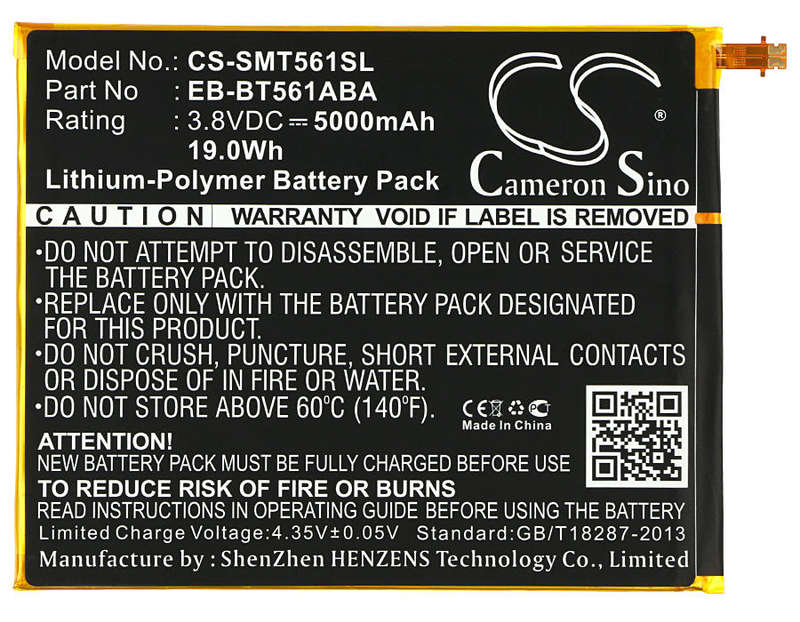 Model No.: CS-SMT561SL
Part No : EB-BT561ABA
Rating : 3.8VDC⎓5000mAh
19.0Wh
Lithium-Polymer Battery Pack
CS
®
Cameron Sino
CAUTION WARRANTY VOID IF LABEL IS REMOVED
•DO NOT ATTEMPT TO DISASSEMBLE, OPEN OR SERVICE
THE BATTERY PACK.
•REPLACE ONLY WITH THE BATTERY PACK DESIGNATED
FOR THIS PRODUCT.
•DO NOT CRUSH, PUNCTURE, SHORT EXTERNAL CONTACTS
OR DISPOSE OF IN FIRE OR WATER.
•DO NOT STORE ABOVE 60℃ (140℉).
CE
Made In China
ATTENTION!
NEW BATTERY PACK MUST BE FULLY CHARGED BEFORE USE
TO REDUCE RISK OF FIRE OR BURNS
READ INSTRUCTIONS IN OPERATING GUIDE BEFORE USING THE BATTERY
Limited Charge Voltage:4.35V±0.05V Standard:GB/T18287-2013
Manufacture by : ShenZhen HENZENS Technology Co., Limited